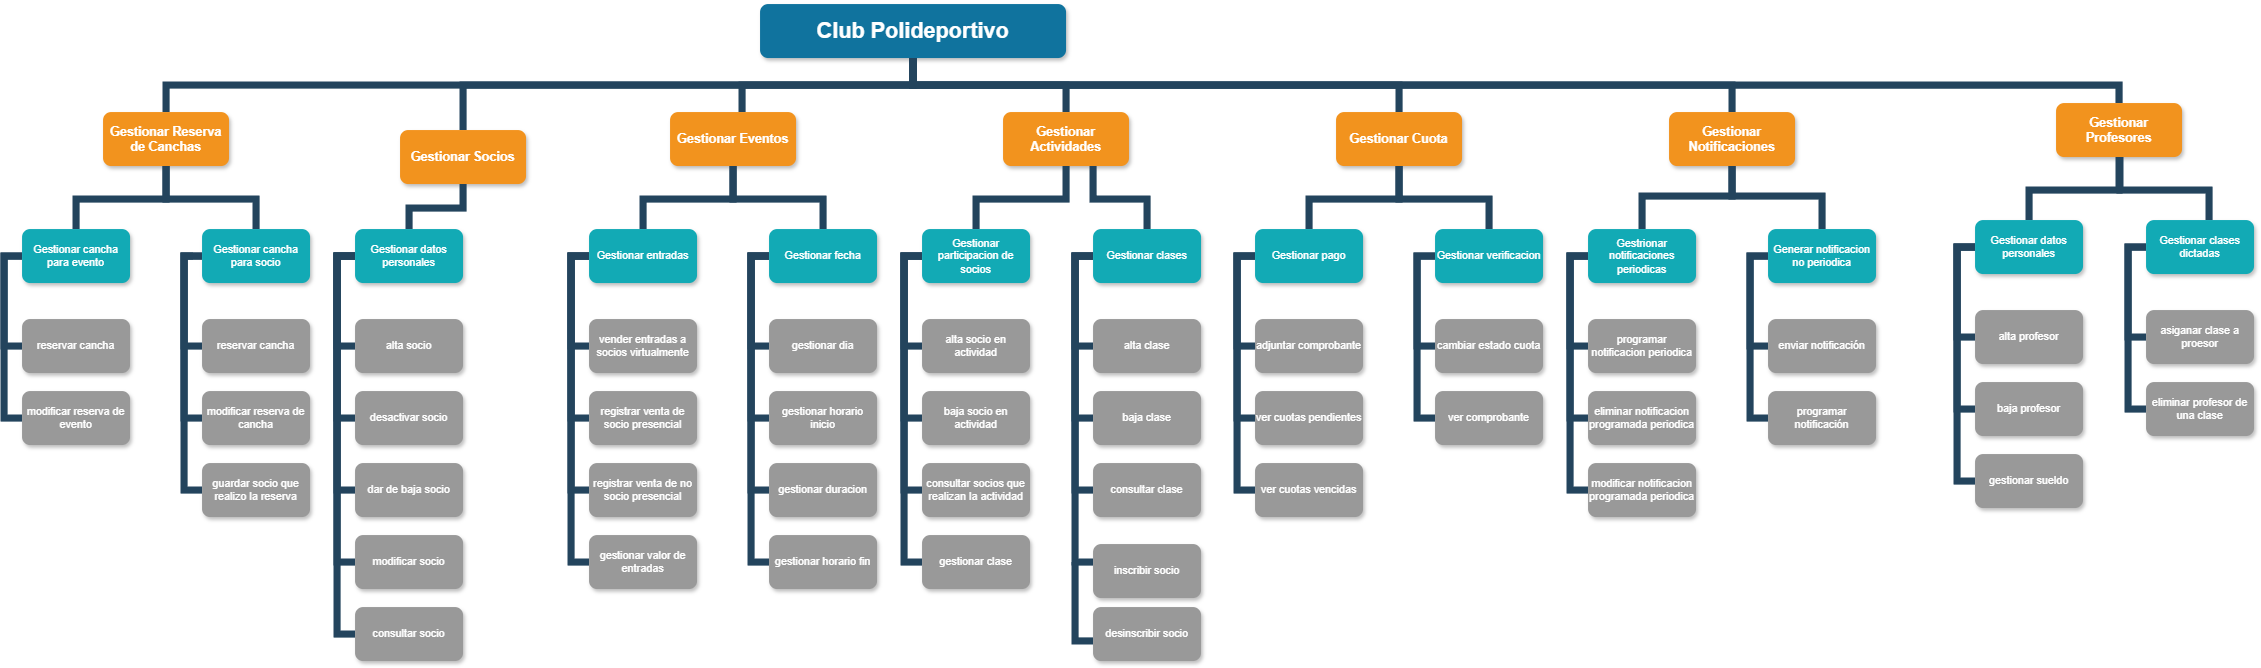 Club Polideportivo
Gestionar Reserva
de Canchas
Gestionar Socios
Gestionar Eventos
Gestionar
Actividades
Gestionar Cuota
Gestionar
Notificaciones
Gestionar
Profesores
Gestionar cancha
para evento
Gestionar cancha
para socio
Gestionar datos
personales
Gestionar entradas
Gestionar fecha
Gestionar
participacion de
socios
Gestionar clases
Gestionar pago
Gestionar verificacion
Gestrionar
notificaciones
periodicas
Generar notificacion
no periodica
Gestionar datos
personales
Gestionar clases
dictadas
reservar cancha
modificar reserva de
evento
reservar cancha
modificar reserva de
cancha
guardar socio que
realizo la reserva
alta socio
desactivar socio
dar de baja socio
modificar socio
consultar socio
vender entradas a
socios virtualmente
registrar venta de
socio presencial
registrar venta de no
socio presencial
gestionar valor de
entradas
gestionar dia
gestionar horario
inicio
gestionar duracion
gestionar horario fin
alta socio en
actividad
baja socio en
actividad
consultar socios que
realizan la actividad
gestionar clase
alta clase
baja clase
consultar clase
inscribir socio
desinscribir socio
adjuntar comprobante
ver cuotas pendientes
ver cuotas vencidas
cambiar estado cuota
ver comprobante
programar
notificacion periodica
eliminar notificacion
programada periodica
modificar notificacion
programada periodica
enviar notificación
programar
notificación
alta profesor
baja profesor
gestionar sueldo
asiganar clase a
proesor
eliminar profesor de
una clase